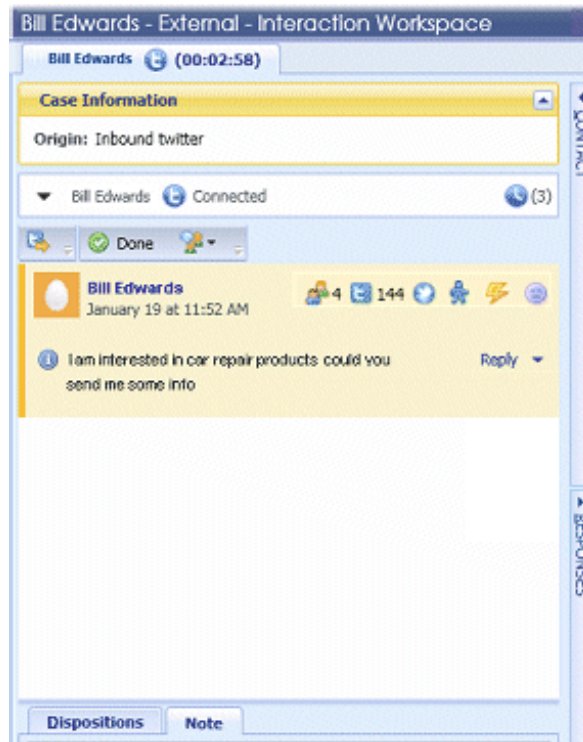 Bill Edwards - External - Interaction Workspace
Bill Edwards (00:02:58)
Case Information
Origin: Inbound twitter
CONTACT
Bill Edwards Connected (3)
Done
Bill Edwards 4 144
January 19 at 11:52 AM
I am interested in car repair products could you Reply
send me some info
RESPONSES
Dispositions Note